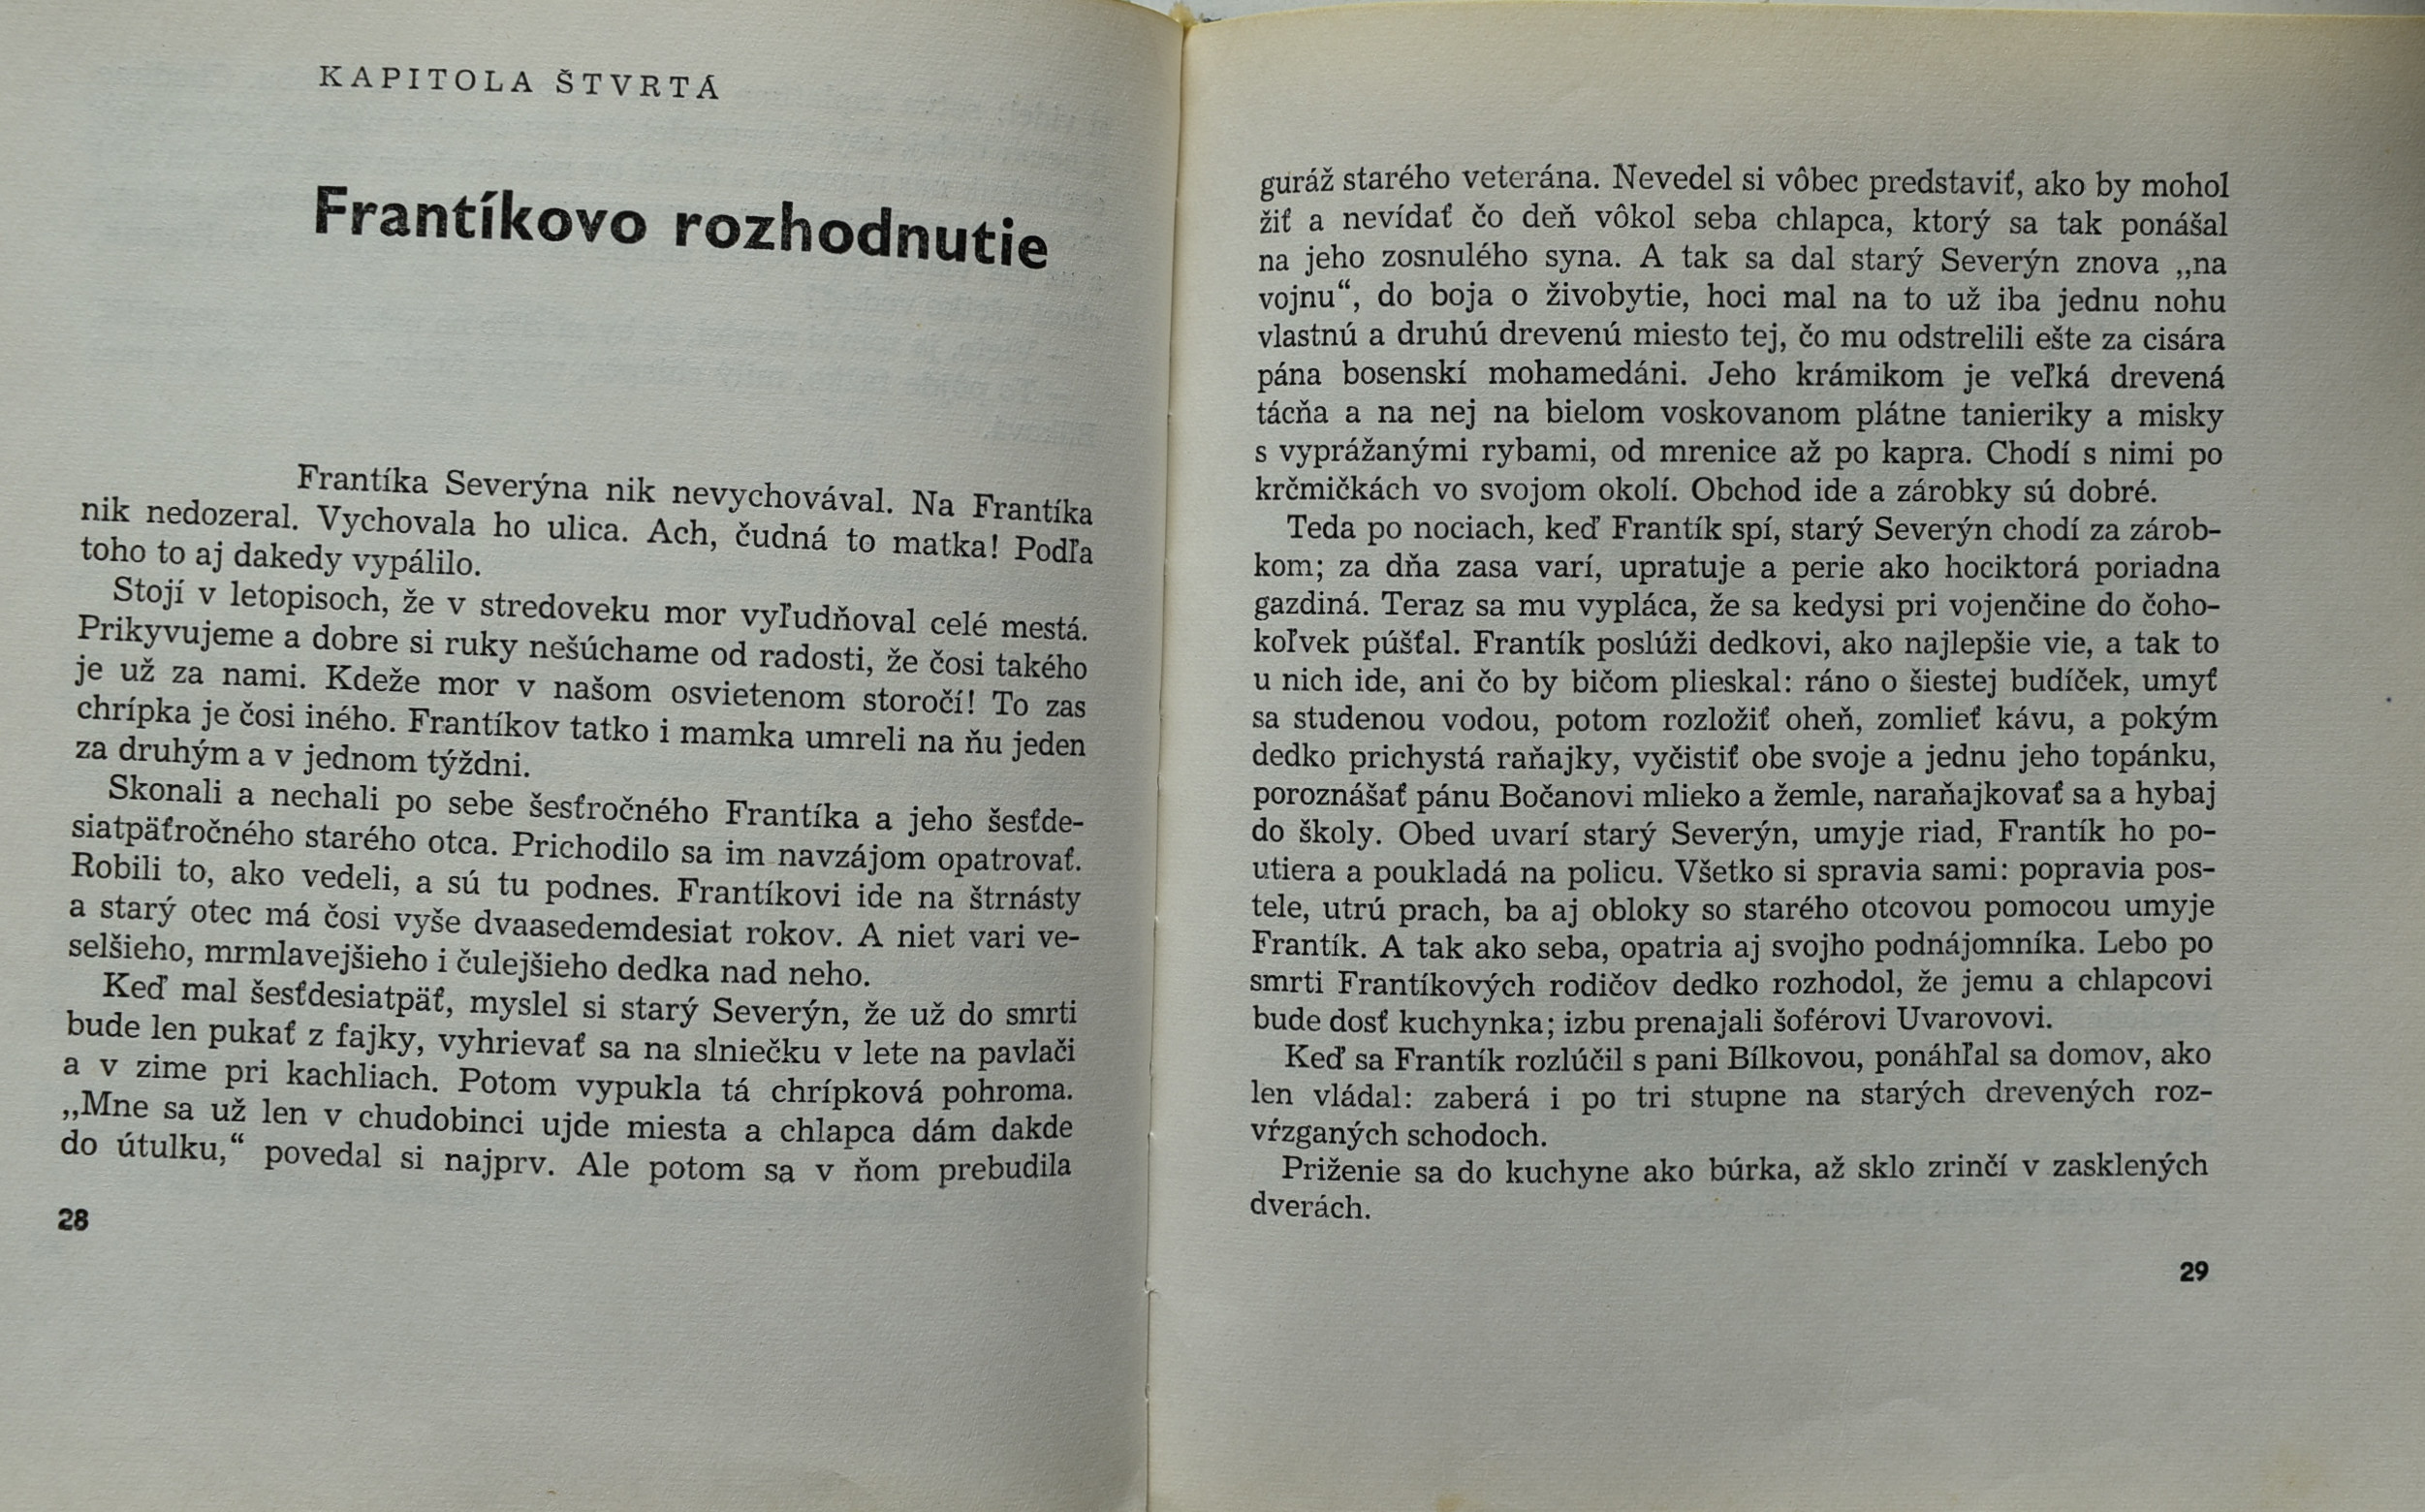 KAPITOLA ŠTVRTÁ
Frantíkovo rozhodnutie
Frantíka Severýna nik nevychovával. Na Frantíka
nik nedozeral. Vychovala ho ulica. Ach, čudná to matka! Podľa
toho to aj dakedy vypálilo.
Stojí v letopisoch, že v stredoveku mor vyľudňoval celé mestá.
Prikyvujeme a dobre si ruky nešúchame od radosti, že čosi takého
je už za nami. Kdeže mor v našom osvietenom storočí! To zas
chrípka je čosi iného. Frantíkov tatko i mamka umreli na ňu jeden
za druhým a v jednom týždni.
Skonali a nechali po sebe šesťročného Frantíka a jeho šesťde-
siatpäťročného starého otca. Prichodilo sa im navzájom opatrovať.
Robili to, ako vedeli, a sú tu podnes. Frantíkovi ide na štrnásty
a starý otec má čosi vyše dvaasedemdesiat rokov. A niet vari ve-
selšieho, mrmlavejšieho i čulejšieho dedka nad neho.
Keď mal šesťdesiatpäť, myslel si starý Severýn, že už do smrti
bude len pukať z fajky, vyhrievať sa na slniečku v lete na pavlači
a v zime pri kachliach. Potom vypukla tá chrípková pohroma.
„Mne sa už len v chudobinci ujde miesta a chlapca dám dakde
do útulku,“ povedal si najprv. Ale potom sa v ňom prebudila
28
guráž starého veterána. Nevedel si vôbec predstaviť, ako by mohol
žiť a nevídať čo deň vôkol seba chlapca, ktorý sa tak ponášal
na jeho zosnulého syna. A tak sa dal starý Severýn znova „na
vojnu“, do boja o živobytie, hoci mal na to už iba jednu nohu
vlastnú a druhú drevenú miesto tej, čo mu odstrelili ešte za cisára
pána bosenskí mohamedáni. Jeho krámikom je veľká drevená
tácňa a na nej na bielom voskovanom plátne tanieriky a misky
s vyprážanými rybami, od mrenice až po kapra. Chodí s nimi po
krčmičkách vo svojom okolí. Obchod ide a zárobky sú dobré.
Teda po nociach, keď Frantík spí, starý Severýn chodí za zárob-
kom; za dňa zasa varí, upratuje a perie ako hociktorá poriadna
gazdiná. Teraz sa mu vypláca, že sa kedysi pri vojenčine do čoho-
koľvek púšťal. Frantík poslúži dedkovi, ako najlepšie vie, a tak to
u nich ide, ani čo by bičom plieskal: ráno o šiestej budíček, umyť
sa studenou vodou, potom rozložiť oheň, zomlieť kávu, a pokým
dedko prichystá raňajky, vyčistiť obe svoje a jednu jeho topánku,
poroznášať pánu Bočanovi mlieko a žemle, naraňajkovať sa a hybaj
do školy. Obed uvarí starý Severýn, umyje riad, Frantík ho po-
utiera a poukladá na policu. Všetko si spravia sami: popravia pos-
tele, utrú prach, ba aj obloky so starého otcovou pomocou umyje
Frantík. A tak ako seba, opatria aj svojho podnájomníka. Lebo po
smrti Frantíkových rodičov dedko rozhodol, že jemu a chlapcovi
bude dosť kuchynka; izbu prenajali šoférovi Uvarovovi.
Keď sa Frantík rozlúčil s pani Bílkovou, ponáhľal sa domov, ako
len vládal: zaberá i po tri stupne na starých drevených roz-
vŕzganých schodoch.
Priženie sa do kuchyne ako búrka, až sklo zrinčí v zasklených
dverách.
29